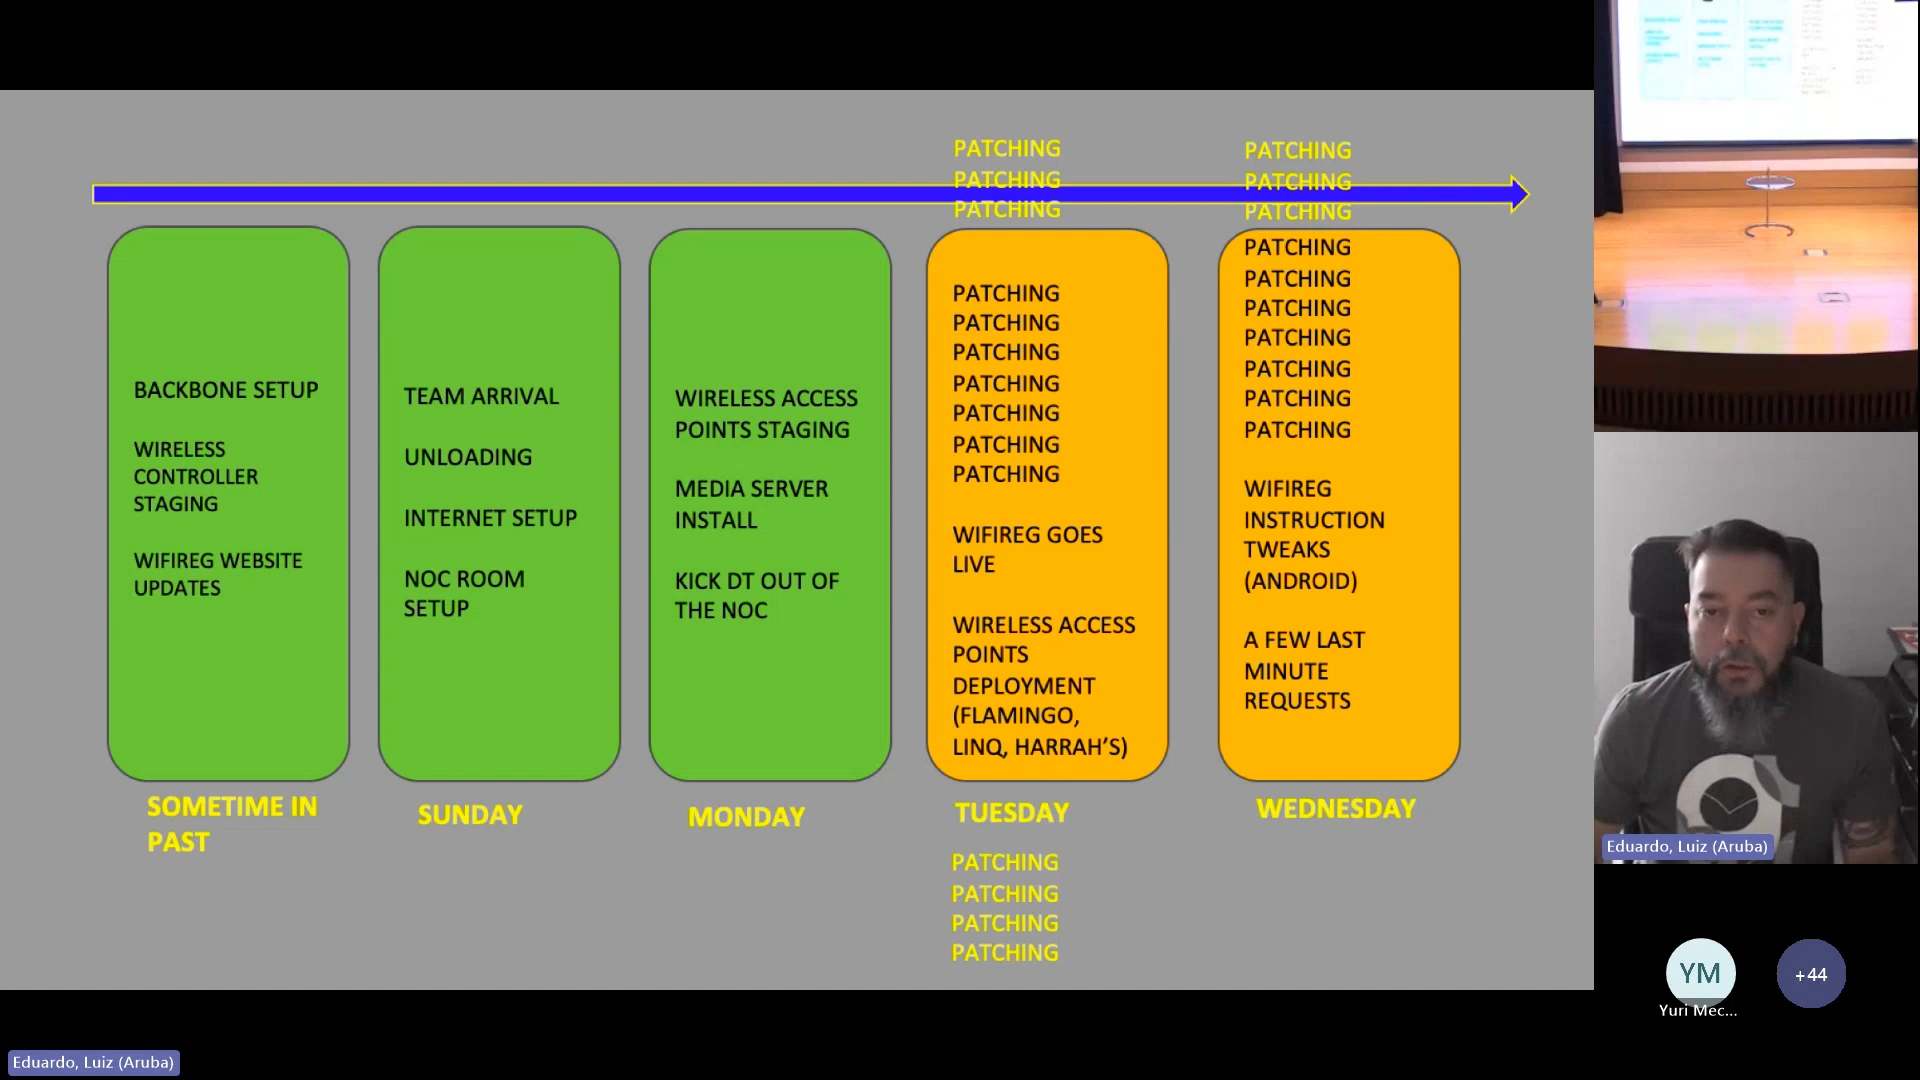 PATCHING
PATCHING
PATCHING
PATCHING
PATCHING
PATCHING
BACKBONE SETUP
WIRELESS
CONTROLLER
STAGING
WIFIREG WEBSITE
UPDATES
SOMETIME IN
PAST
TEAM ARRIVAL
UNLOADING
INTERNET SETUP
NOC ROOM
SETUP
SUNDAY
WIRELESS ACCESS
POINTS STAGING
MEDIA SERVER
INSTALL
KICK DT OUT OF
THE NOC
MONDAY
PATCHING
PATCHING
PATCHING
PATCHING
PATCHING
PATCHING
PATCHING
WIFIREG GOES
LIVE
WIRELESS ACCESS
POINTS
DEPLOYMENT
(FLAMINGO,
LINQ, HARRAH’S)
TUESDAY
PATCHING
PATCHING
PATCHING
PATCHING
PATCHING
PATCHING
PATCHING
PATCHING
PATCHING
PATCHING
PATCHING
WIFIREG
INSTRUCTION
TWEAKS
(ANDROID)
A FEW LAST
MINUTE
REQUESTS
WEDNESDAY
Eduardo, Luiz (Aruba)
YM
Yuri Mec...
+44
Eduardo, Luiz (Aruba)